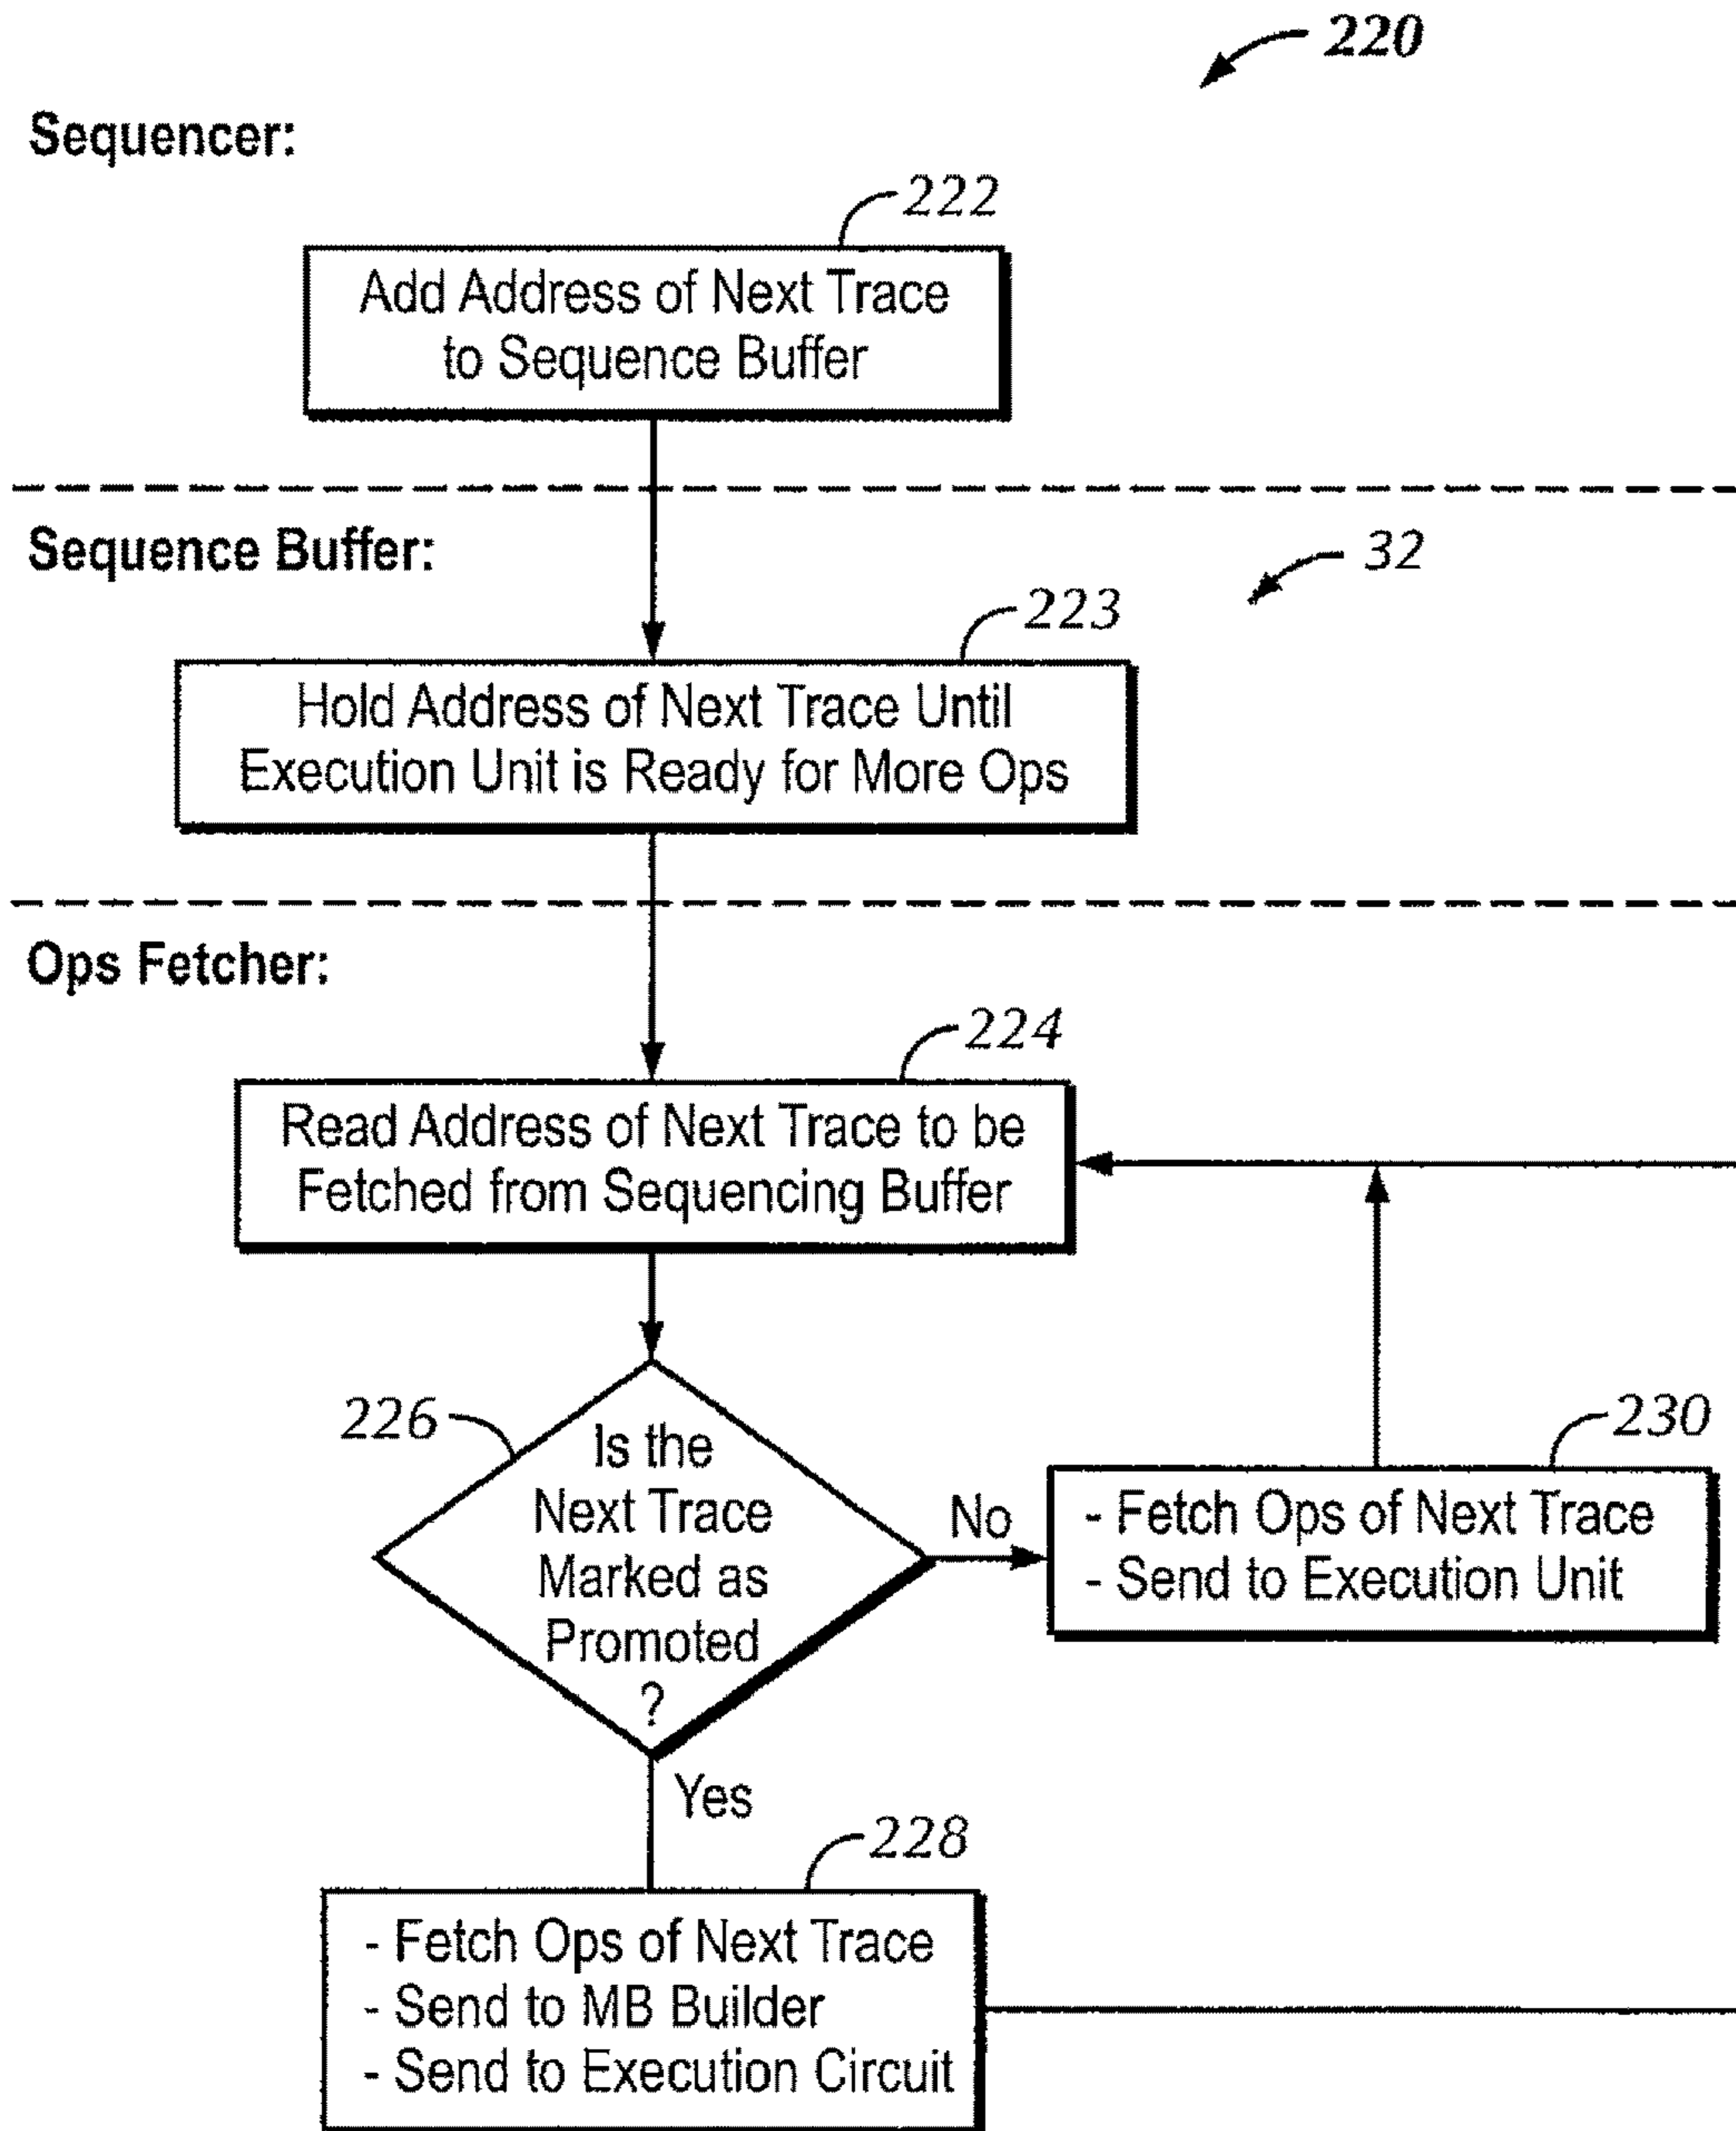 220
Sequencer:
222
Add Address of Next Trace
to Sequence Buffer
Sequence Buffer:
32
223
Hold Address of Next Trace Until
Execution Unit is Ready for More Ops
Ops Fetcher:
224
Read Address of Next Trace to be
Fetched from Sequencing Buffer
226
Is the
Next Trace
Marked as
Promoted
?
No
230
- Fetch Ops of Next Trace
- Send to Execution Unit
Yes
228
- Fetch Ops of Next Trace
- Send to MB Builder
- Send to Execution Circuit